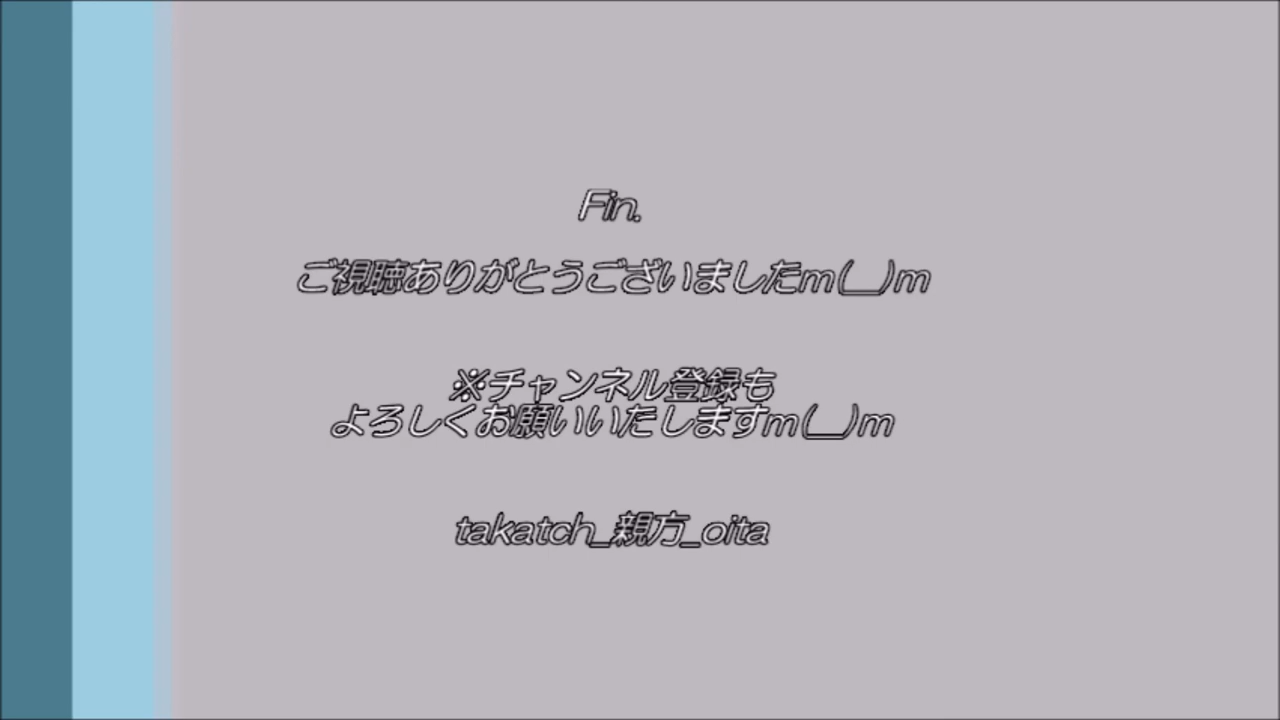 Fin.
ご視聴ありがとうございましたm(__)m
※チャンネル登録も
よろしくお願いいたしますm(__)m
takatch_親方_oita